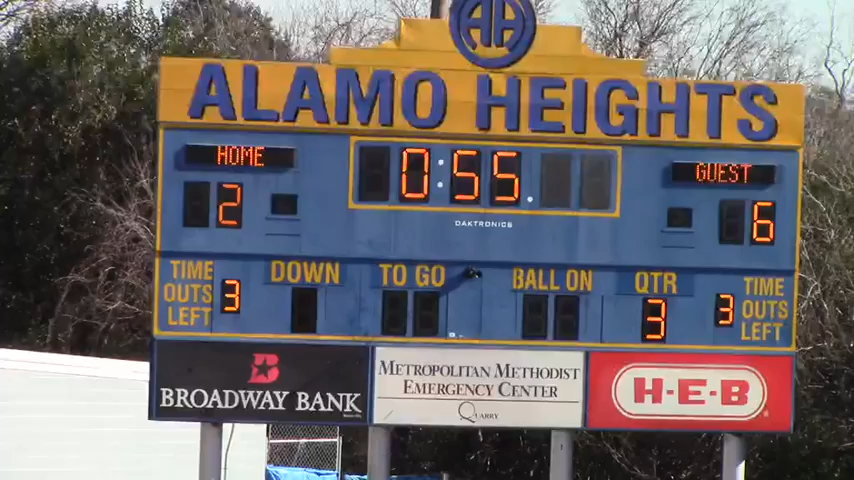 AH
ALAMO HEIGHTS
HOME
0:55.
GUEST
2
6
DAKTRONICS
TIME OUTS LEFT
3
DOWN
TO GO
BALL ON
QTR
3
3
TIME OUTS LEFT
B
BROADWAY BANK
METROPOLITAN METHODIST
EMERGENCY CENTER
QUARRY
H-E-B